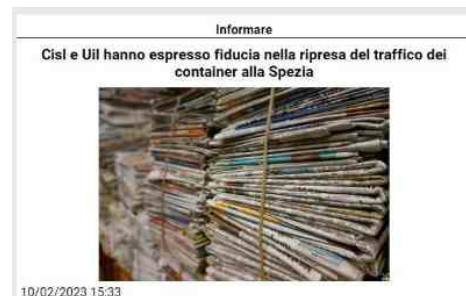 Informare
Cisl e Uil hanno espresso fiducia nella ripresa del traffico dei
container alla Spezia
10/02/2023 15:33